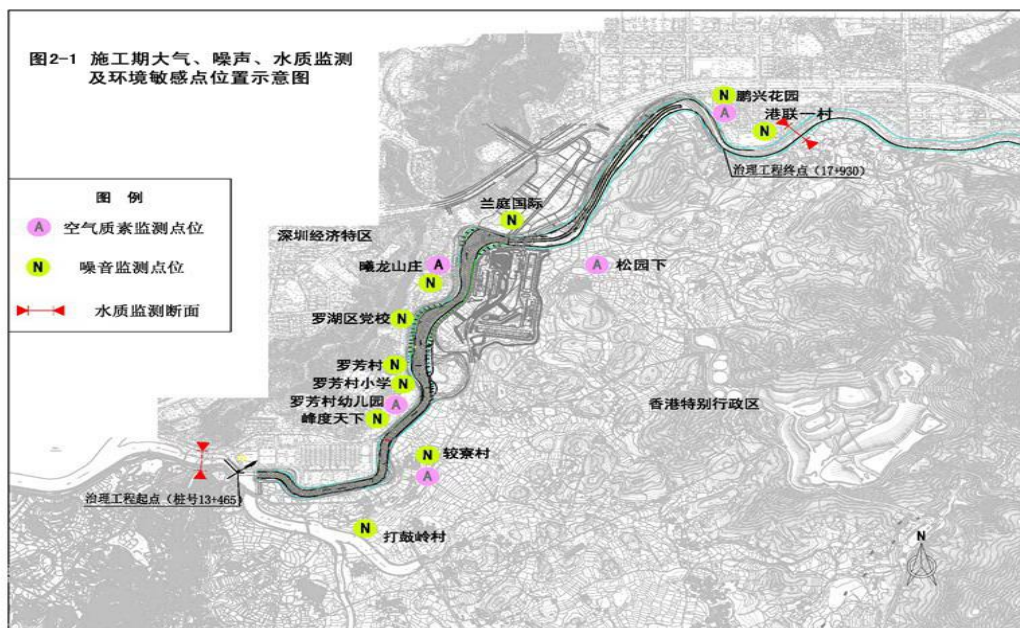 图2-1 施工期大气、噪声、水质监测
及环境敏感点位置示意图
N 鹏兴花园
A
港联一村
N
治理工程终点（17+930）
图 例
A 空气质素监测点位
N 噪音监测点位
水质监测断面
兰庭国际
N
深圳经济特区
曦龙山庄 A
N
A 松园下
罗湖区党校 N
罗芳村 N
罗芳村小学 N
罗芳村幼儿园 A
峰度天下 N
香港特别行政区
N 较寮村
A
治理工程起点（桩号13+465）
N 打鼓岭村
N